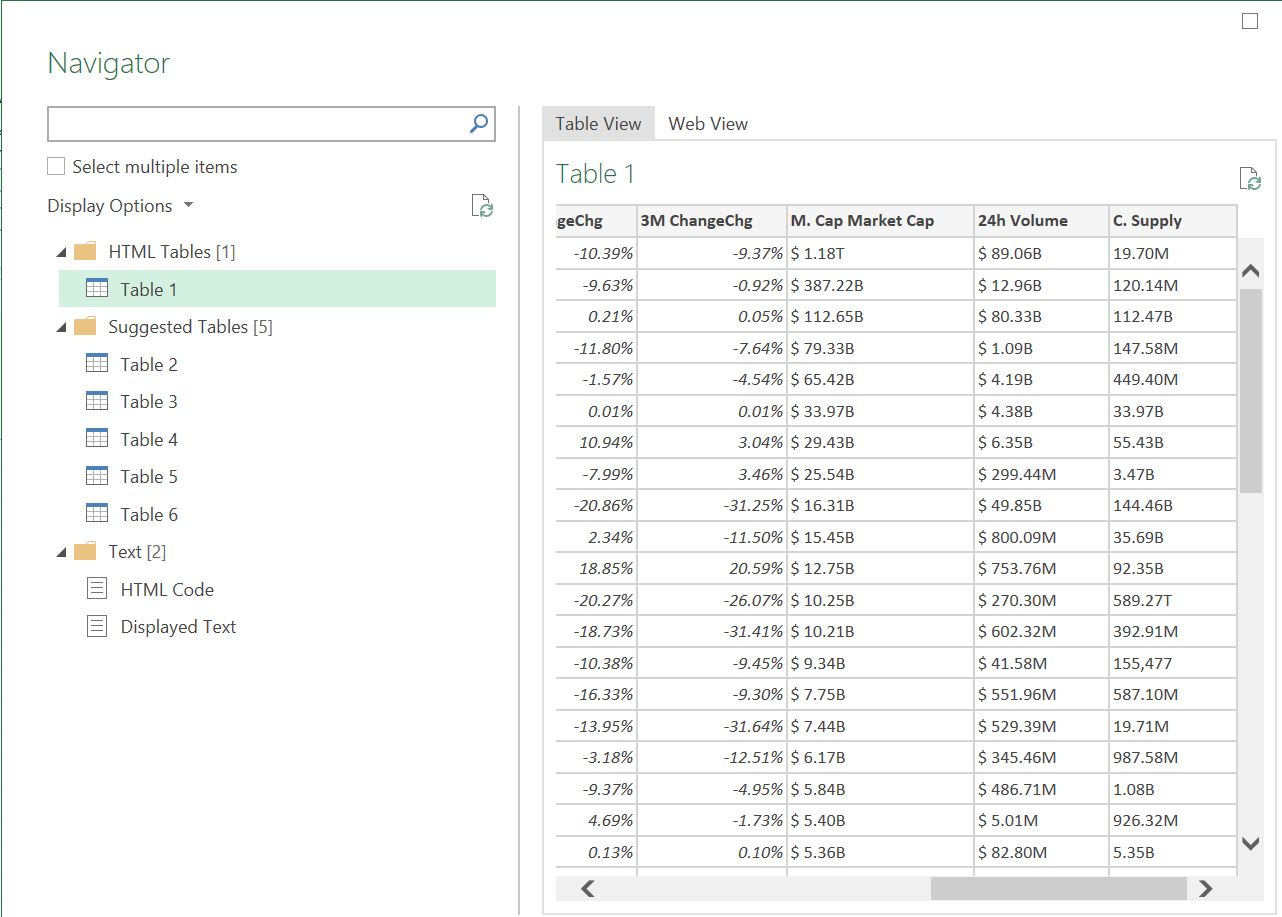 Navigator
Select multiple items
Display Options
HTML Tables [1]
Table 1
Suggested Tables [5]
Table 2
Table 3
Table 4
Table 5
Table 6
Text [2]
HTML Code
Displayed Text
Table View Web View
Table 1
geChg 3M ChangeChg M. Cap Market Cap 24h Volume C. Supply
-10.39% -9.37% $ 1.18T $ 89.06B 19.70M
-9.63% -0.92% $ 387.22B $ 12.96B 120.14M
0.21% 0.05% $ 112.65B $ 80.33B 112.47B
-11.80% -7.64% $ 79.33B $ 1.09B 147.58M
-1.57% -4.54% $ 65.42B $ 4.19B 449.40M
0.01% 0.01% $ 33.97B $ 4.38B 33.97B
10.94% 3.04% $ 29.43B $ 6.35B 55.43B
-7.99% 3.46% $ 25.54B $ 299.44M 3.47B
-20.86% -31.25% $ 16.31B $ 49.85B 144.46B
2.34% -11.50% $ 15.45B $ 800.09M 35.69B
18.85% 20.59% $ 12.75B $ 753.76M 92.35B
-20.27% -26.07% $ 10.25B $ 270.30M 589.27T
-18.73% -31.41% $ 10.21B $ 602.32M 392.91M
-10.38% -9.45% $ 9.34B $ 41.58M 155,477
-16.33% -9.30% $ 7.75B $ 551.96M 587.10M
-13.95% -31.64% $ 7.44B $ 529.39M 19.71M
-3.18% -12.51% $ 6.17B $ 345.46M 987.58M
-9.37% -4.95% $ 5.84B $ 486.71M 1.08B
4.69% -1.73% $ 5.40B $ 5.01M 926.32M
0.13% 0.10% $ 5.36B $ 82.80M 5.35B